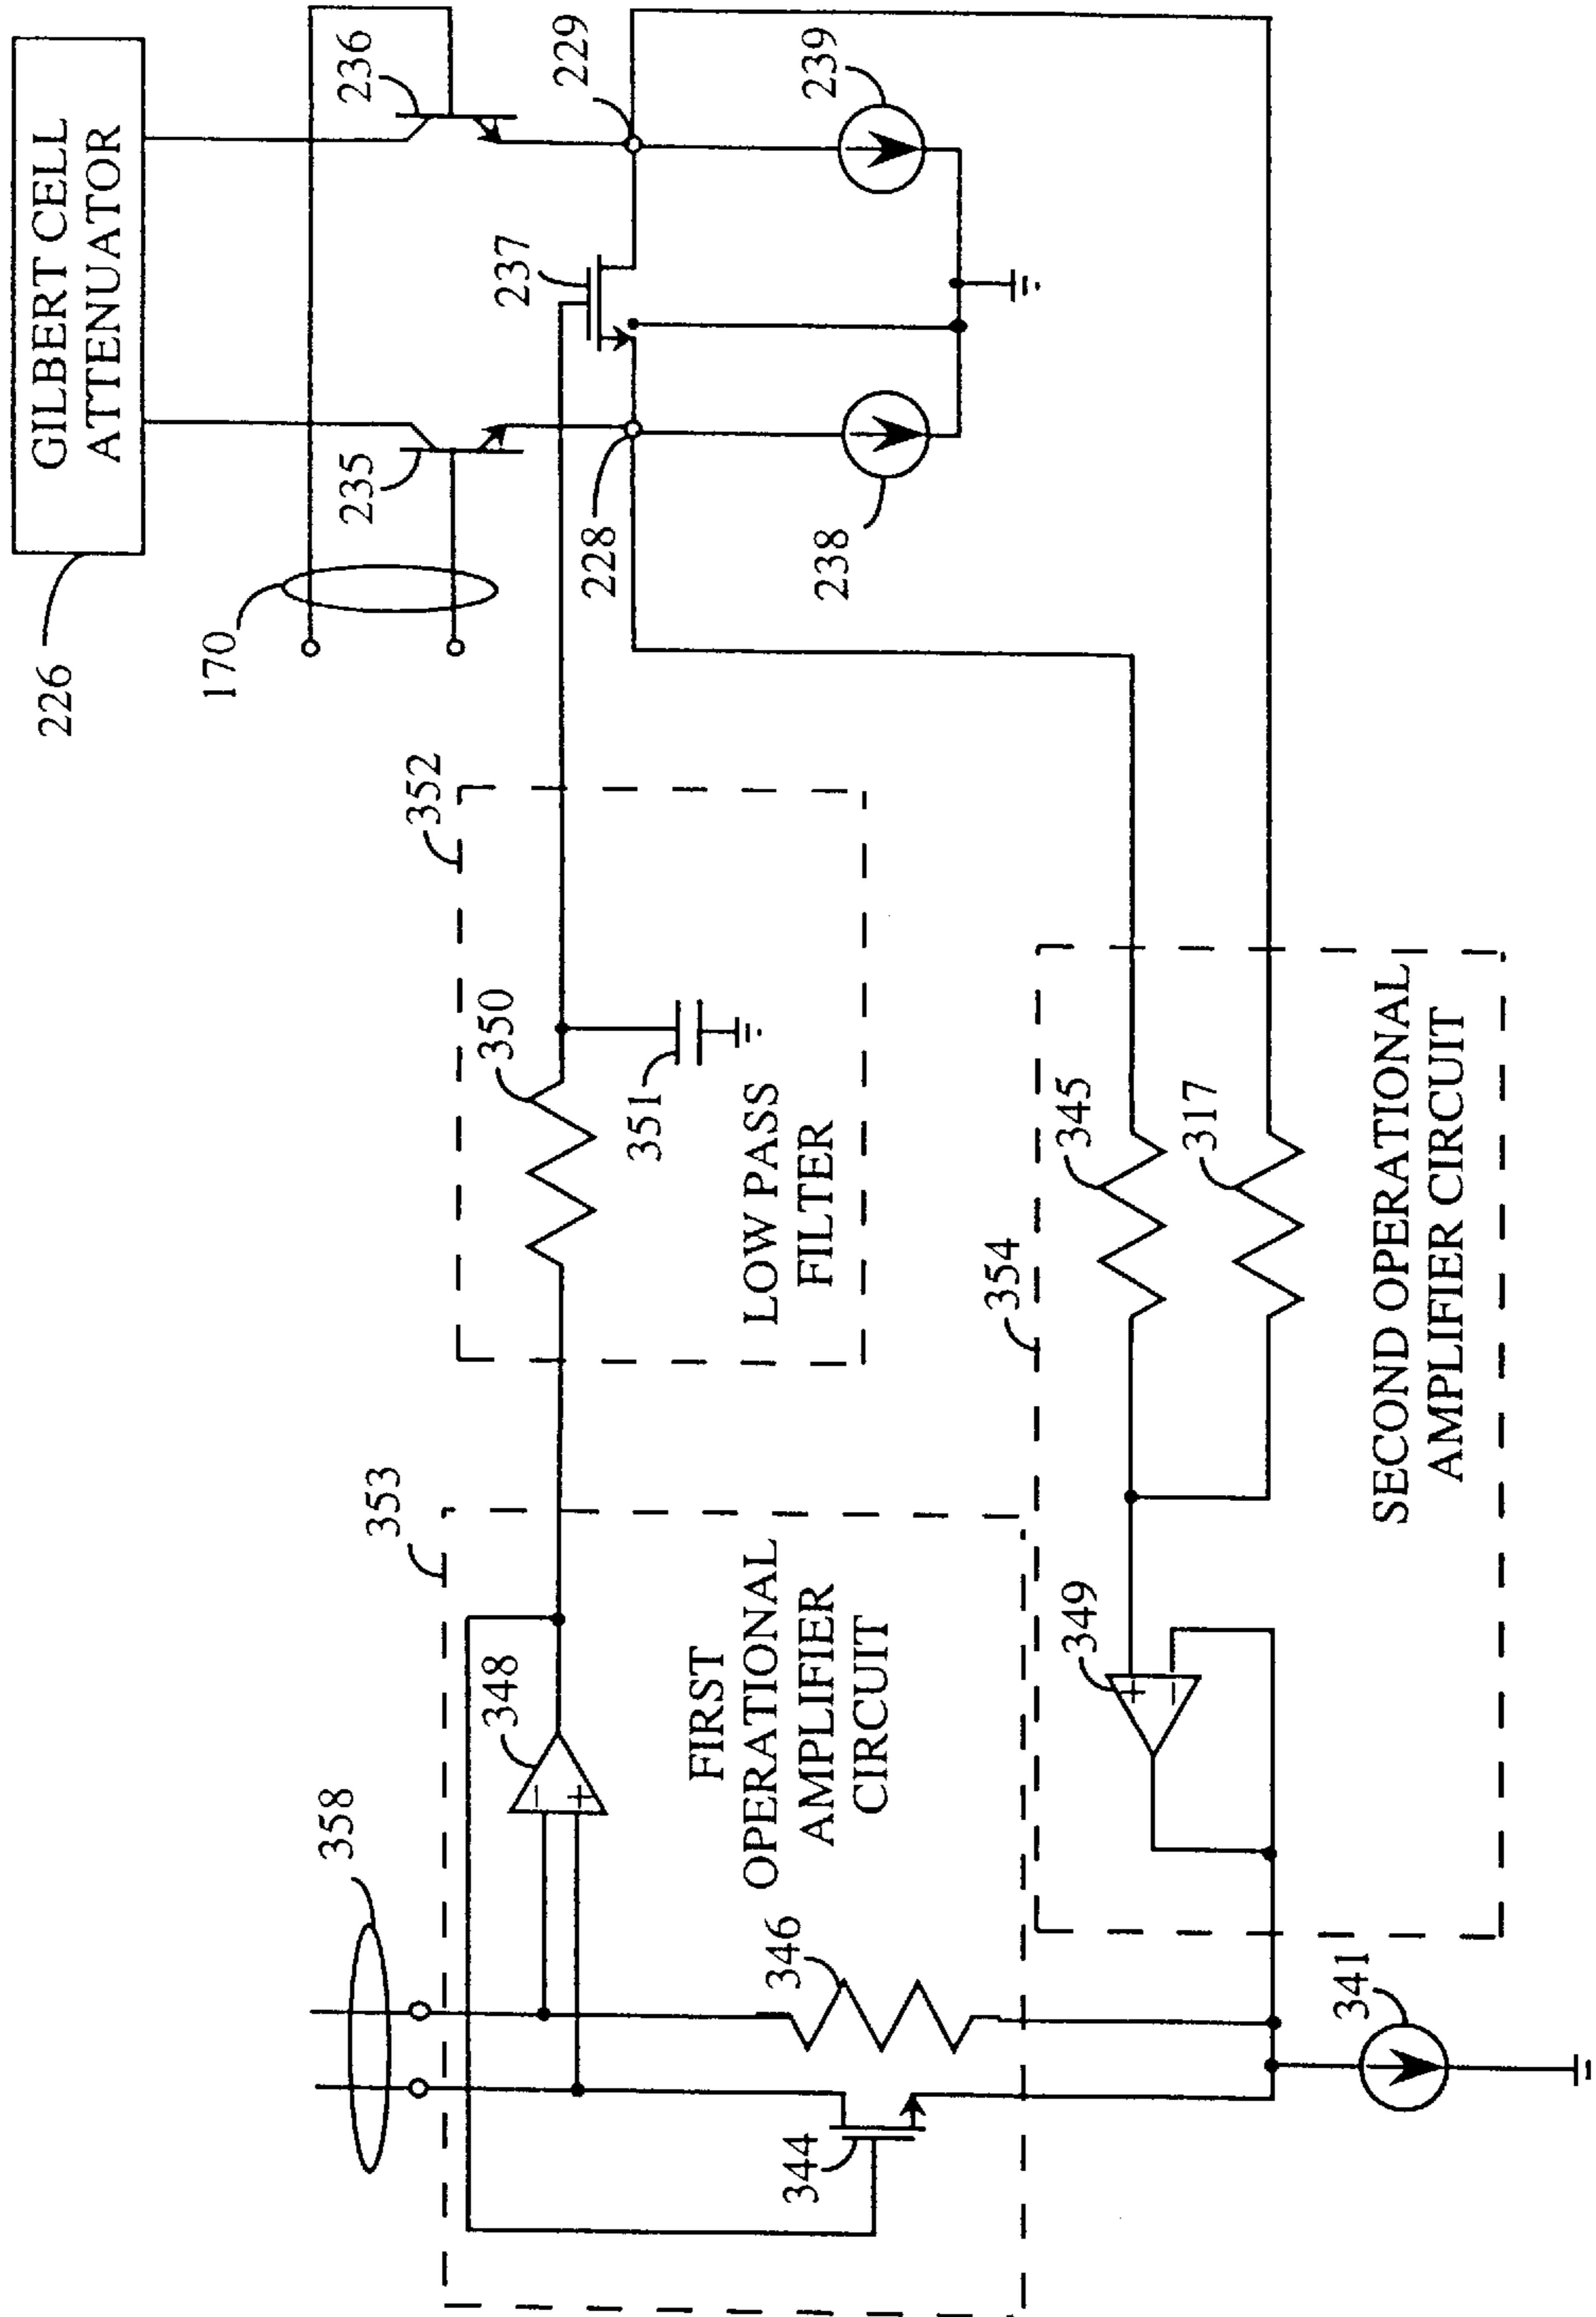 GILBERT CELL
ATTENUATOR
226
170
235
236
237
228
229
238
239
352
350
351
LOW PASS
FILTER
353
348
358
FIRST
OPERATIONAL
AMPLIFIER
CIRCUIT
346
344
354
345
317
349
SECOND OPERATIONAL
AMPLIFIER CIRCUIT
341
- +
+ -